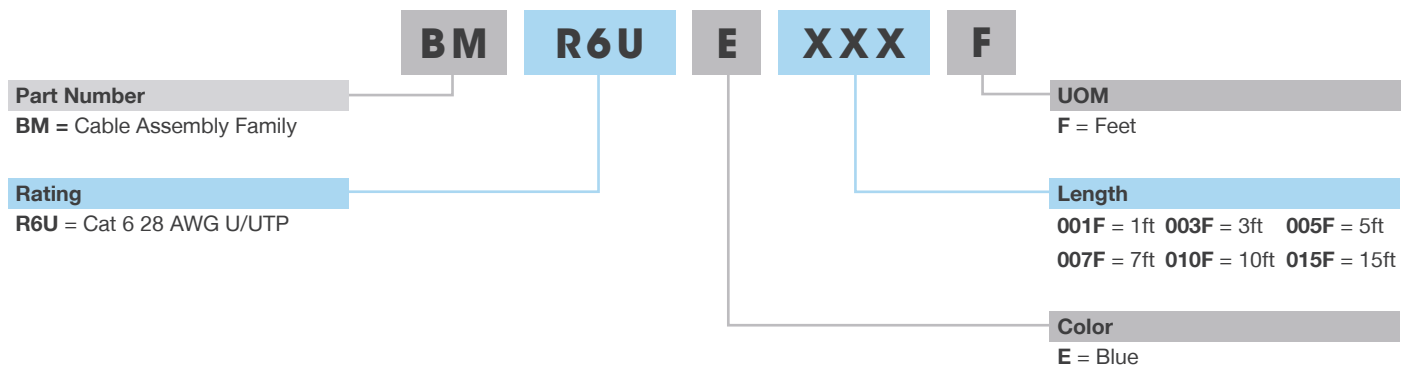 BM R6U E XXX F
Part Number
BM = Cable Assembly Family
Rating
R6U = Cat 6 28 AWG U/UTP
UOM
F = Feet
Length
001F = 1ft 003F = 3ft 005F = 5ft
007F = 7ft 010F = 10ft 015F = 15ft
Color
E = Blue